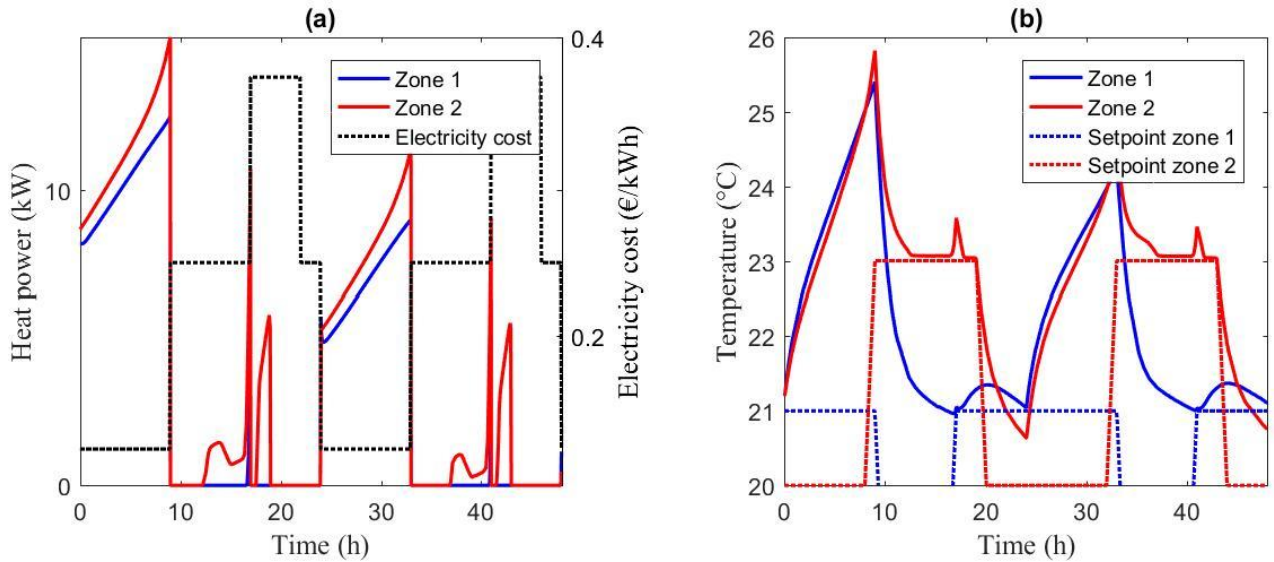 (a)
Heat power (kW)
10
0
Zone 1
Zone 2
Electricity cost
0.4
0.2
Electricity cost (€/kWh)
0
10
20
30
40
Time (h)
(b)
Temperature (°C)
26
25
24
23
22
21
20
Zone 1
Zone 2
Setpoint zone 1
Setpoint zone 2
0
10
20
30
40
Time (h)